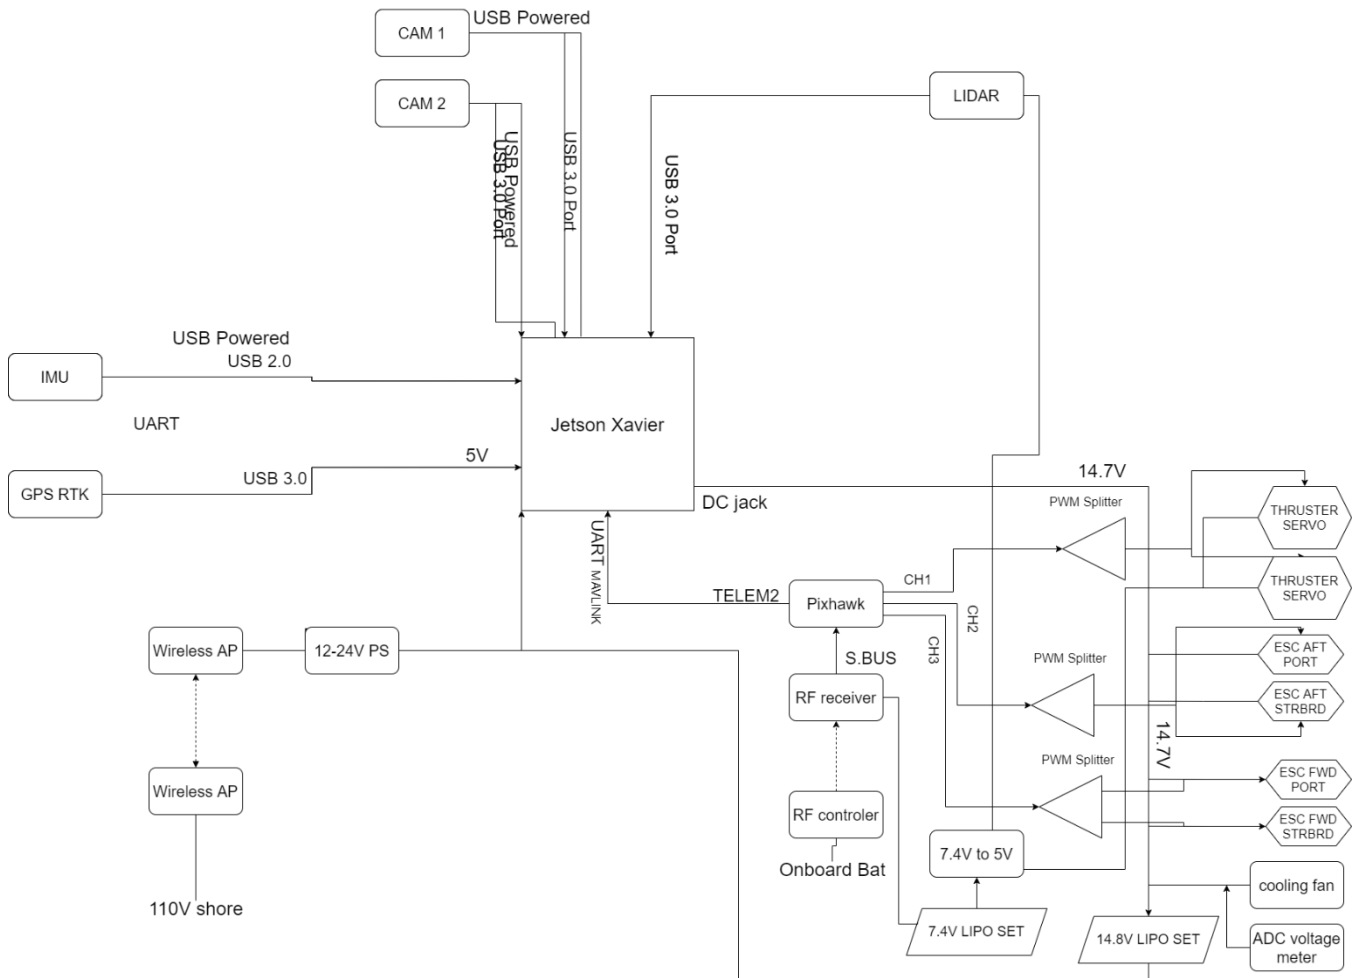 CAM 1
USB Powered
CAM 2
LIDAR
USB 3.0 Port
USB Powered
USB 3.0 Port
USB 3.0 Port
USB Powered
USB 2.0
IMU
UART
Jetson Xavier
5V
USB 3.0
GPS RTK
DC jack
14.7V
PWM Splitter
THRUSTER
SERVO
THRUSTER
SERVO
UART MAVLINK
TELEM2
Pixhawk
CH1
CH2
CH3
S.BUS
Wireless AP
12-24V PS
RF receiver
PWM Splitter
ESC AFT
PORT
ESC AFT
STRBRD
14.7V
PWM Splitter
ESC FWD
PORT
ESC FWD
STRBRD
Wireless AP
RF controler
Onboard Bat
7.4V to 5V
110V shore
7.4V LIPO SET
14.8V LIPO SET
cooling fan
ADC voltage
meter